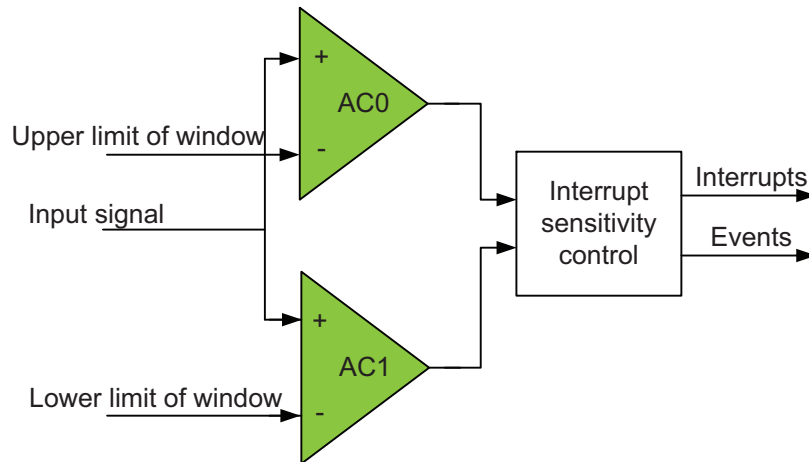 +
AC0
Upper limit of window
-
Input signal
Interrupt
sensitivity
control
Interrupts
Events
+
AC1
Lower limit of window
-